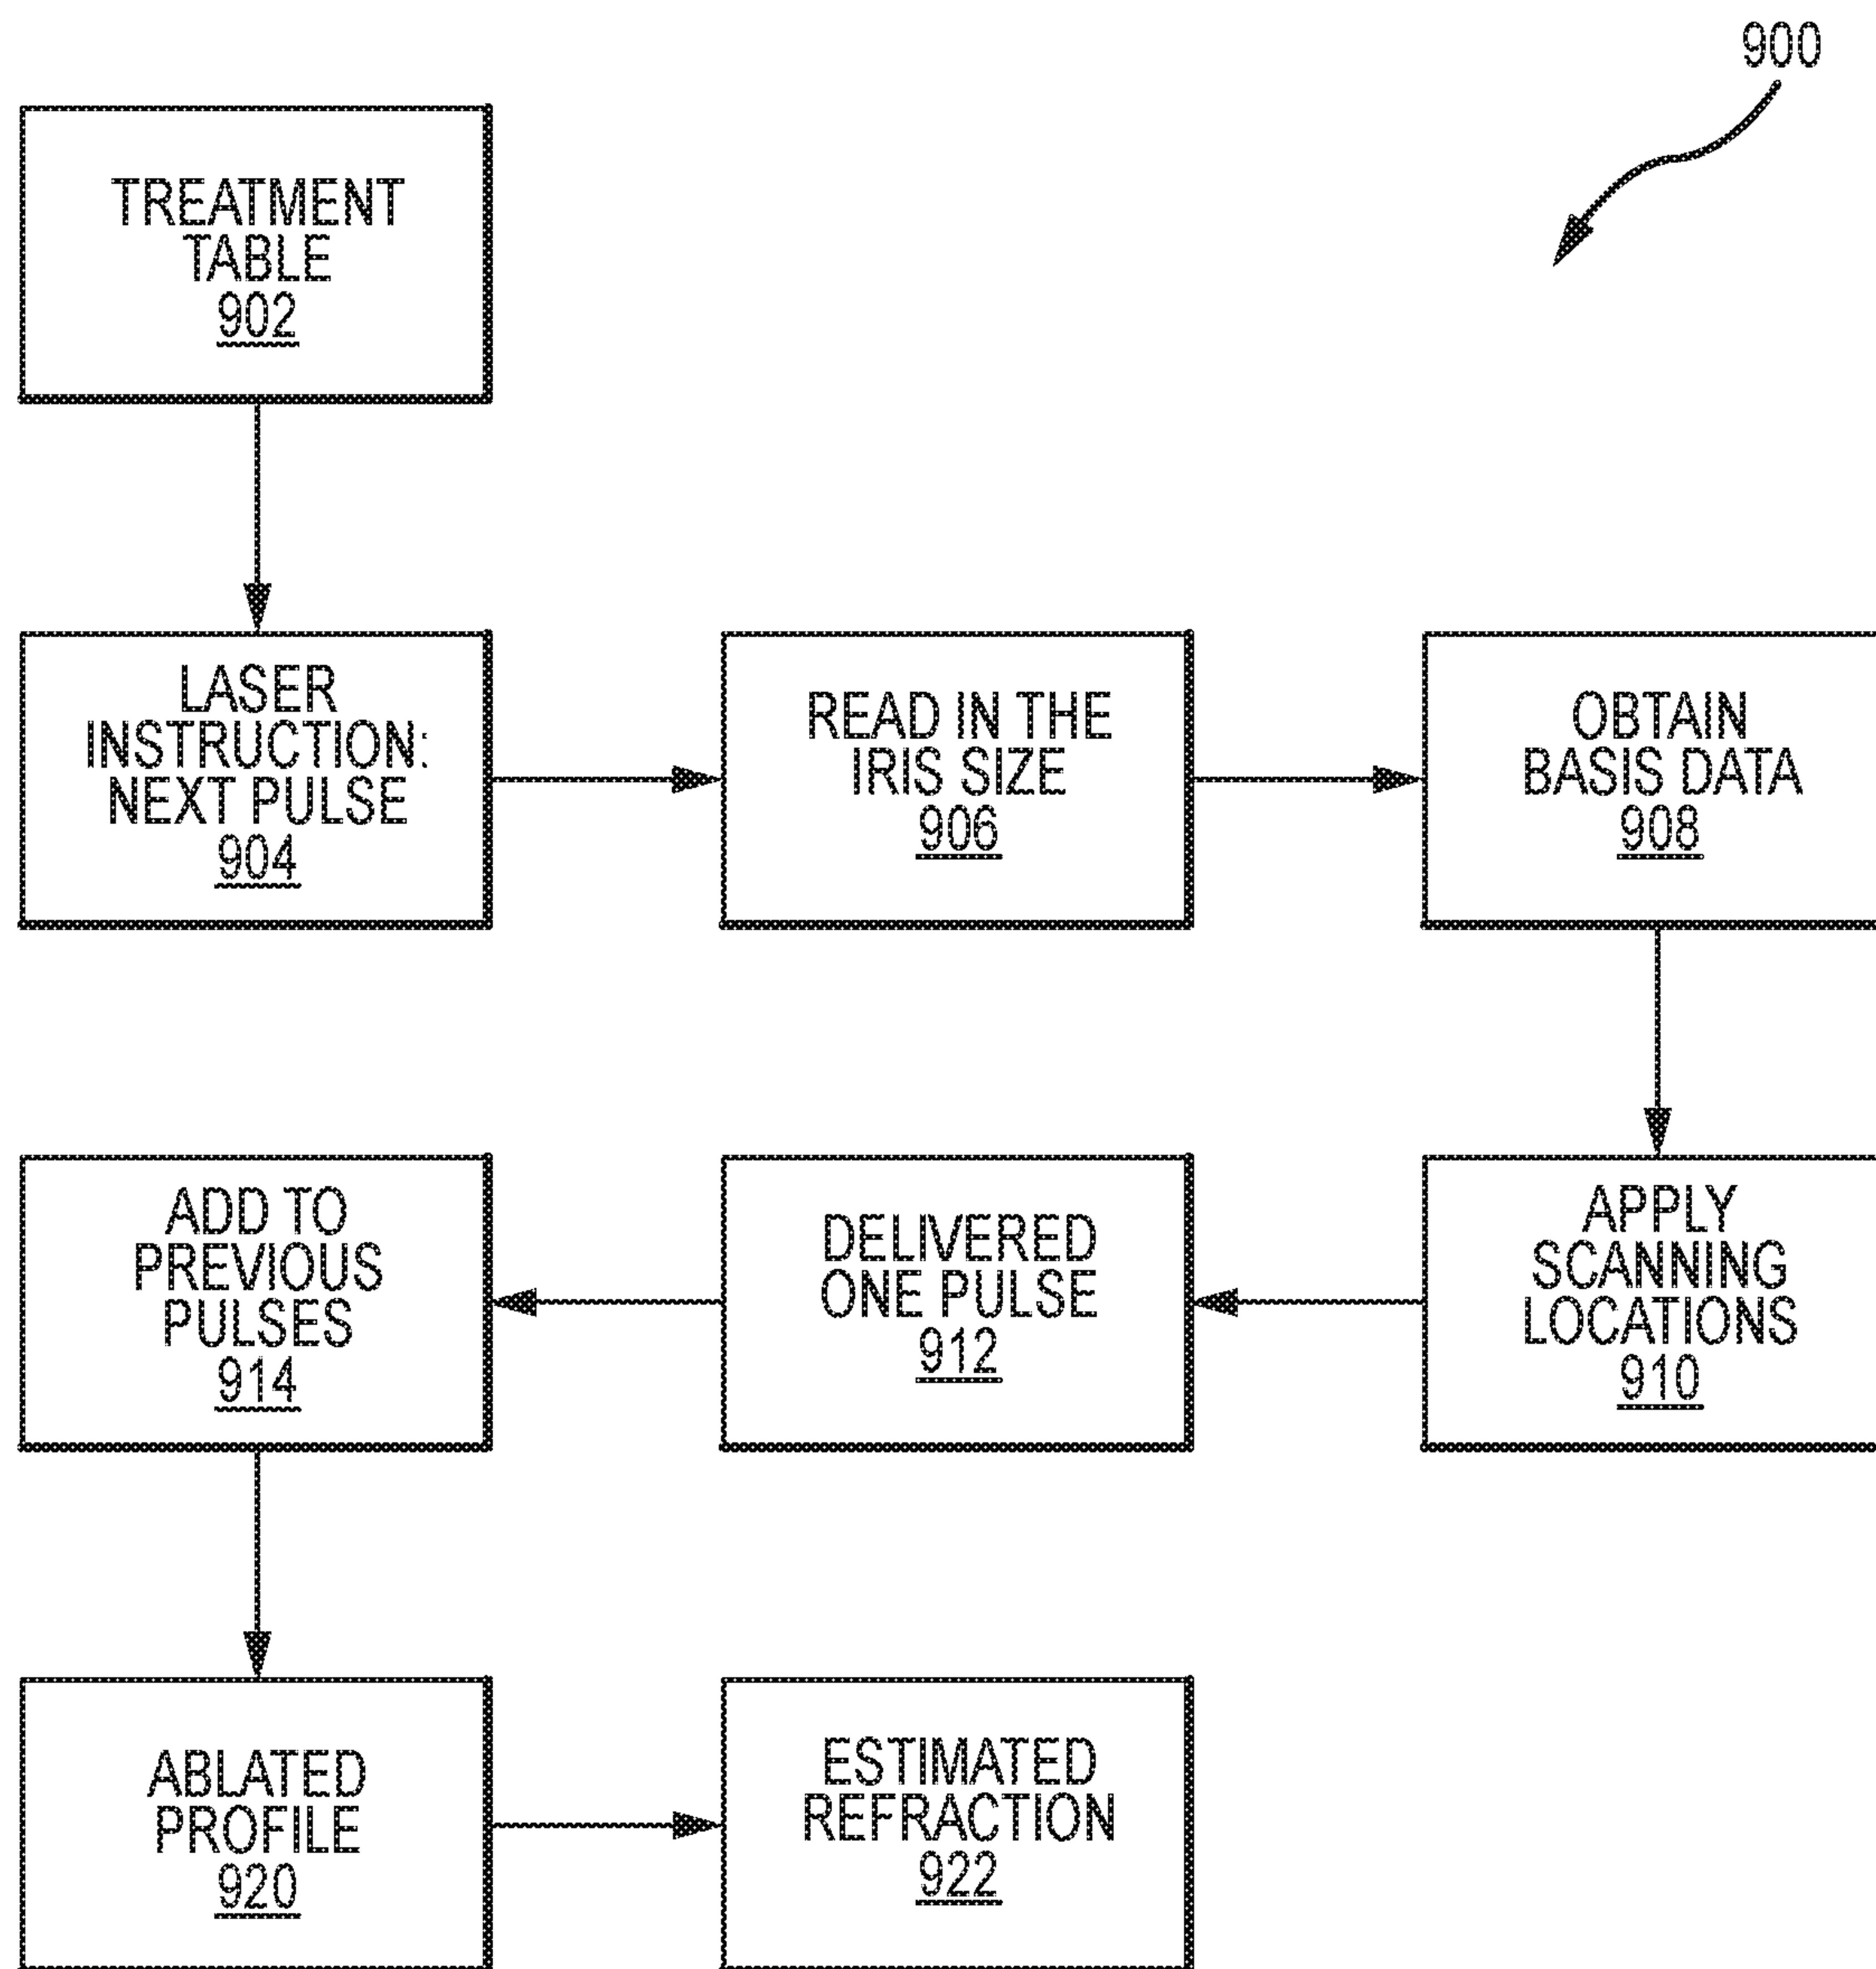 900
TREATMENT
TABLE
902
LASER
INSTRUCTION:
NEXT PULSE
904
READ IN THE
IRIS SIZE
906
OBTAIN
BASIS DATA
908
ADD TO
PREVIOUS
PULSES
914
DELIVERED
ONE PULSE
912
APPLY
SCANNING
LOCATIONS
910
ABLATED
PROFILE
920
ESTIMATED
REFRACTION
922